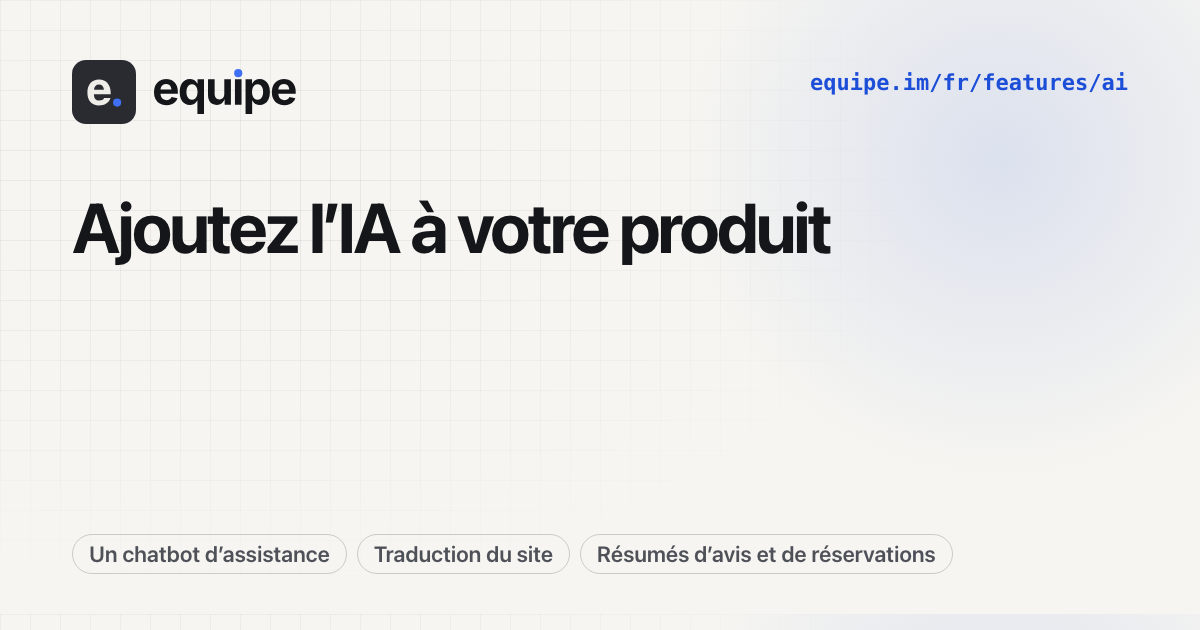 e. equipe
equipe.im/fr/features/ai
Ajoutez l’IA à votre produit
Un chatbot d’assistance
Traduction du site
Résumés d’avis et de réservations